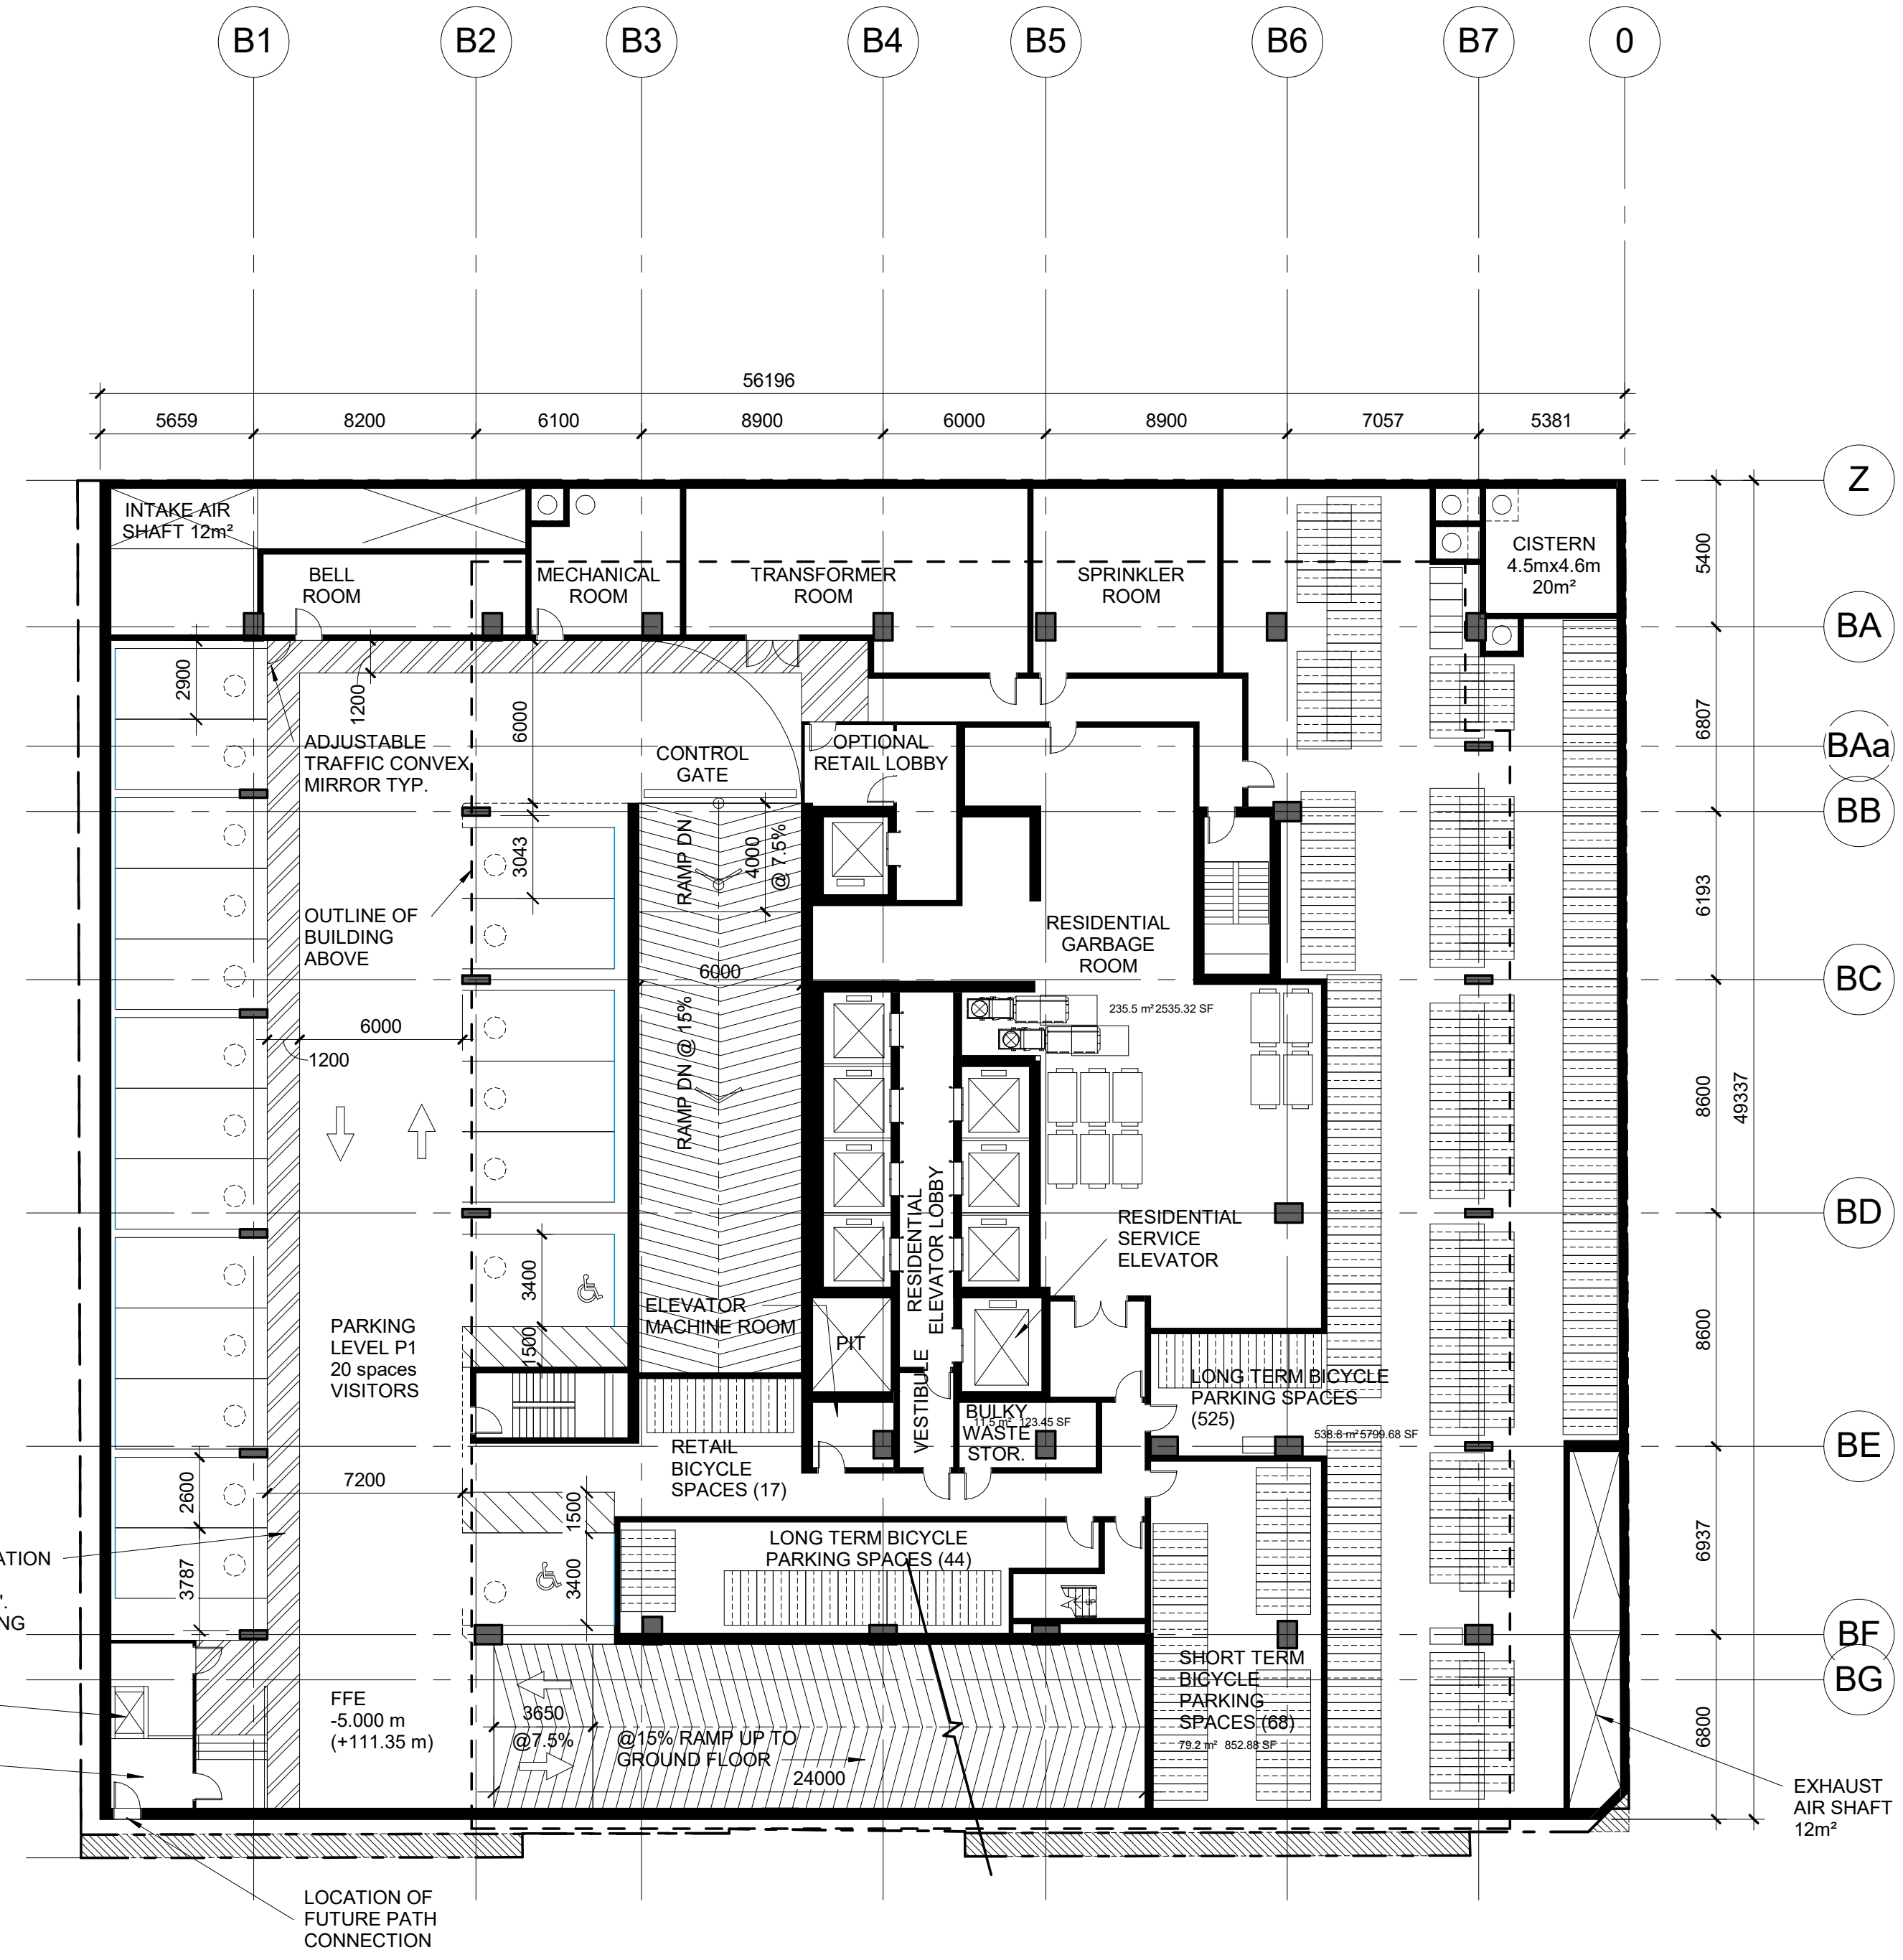 B1
B2
B3
B4
B5
B6
B7
0
56196
5659
8200
6100
8900
6000
8900
7057
5381
Z
INTAKE AIR
SHAFT 12m²
BELL
ROOM
MECHANICAL
ROOM
TRANSFORMER
ROOM
SPRINKLER
ROOM
CISTERN
4.5mx4.6m
20m²
5400
BA
2900
1200
6000
6807
ADJUSTABLE
TRAFFIC CONVEX
MIRROR TYP.
CONTROL
GATE
OPTIONAL
RETAIL LOBBY
BAa
BB
3043
RAMP DN
4000
@ 7.5%
6193
OUTLINE OF
BUILDING
ABOVE
RESIDENTIAL
GARBAGE
ROOM
BC
6000
235.5 m² 2535.32 SF
6000
1200
RAMP DN @ 15%
8600
49337
RESIDENTIAL
ELEVATOR LOBBY
RESIDENTIAL
SERVICE
ELEVATOR
BD
3400
ELEVATOR
MACHINE ROOM
PIT
1500
8600
PARKING
LEVEL P1
20 spaces
VISITORS
VESTIBULE
LONG TERM BICYCLE
PARKING SPACES
(525)
538.8 m² 5799.68 SF
BULKY
WASTE
STOR.
11.5 m² 123.45 SF
BE
RETAIL
BICYCLE
SPACES (17)
2600
7200
1500
6937
LONG TERM BICYCLE
PARKING SPACES (44)
ATION
3787
3400
NG
UP
BF
SHORT TERM
BICYCLE
PARKING
SPACES (68)
79.2 m² 852.88 SF
BG
FFE
-5.000 m
(+111.35 m)
3650
@7.5%
@15% RAMP UP TO
GROUND FLOOR
24000
6800
EXHAUST
AIR SHAFT
12m²
LOCATION OF
FUTURE PATH
CONNECTION